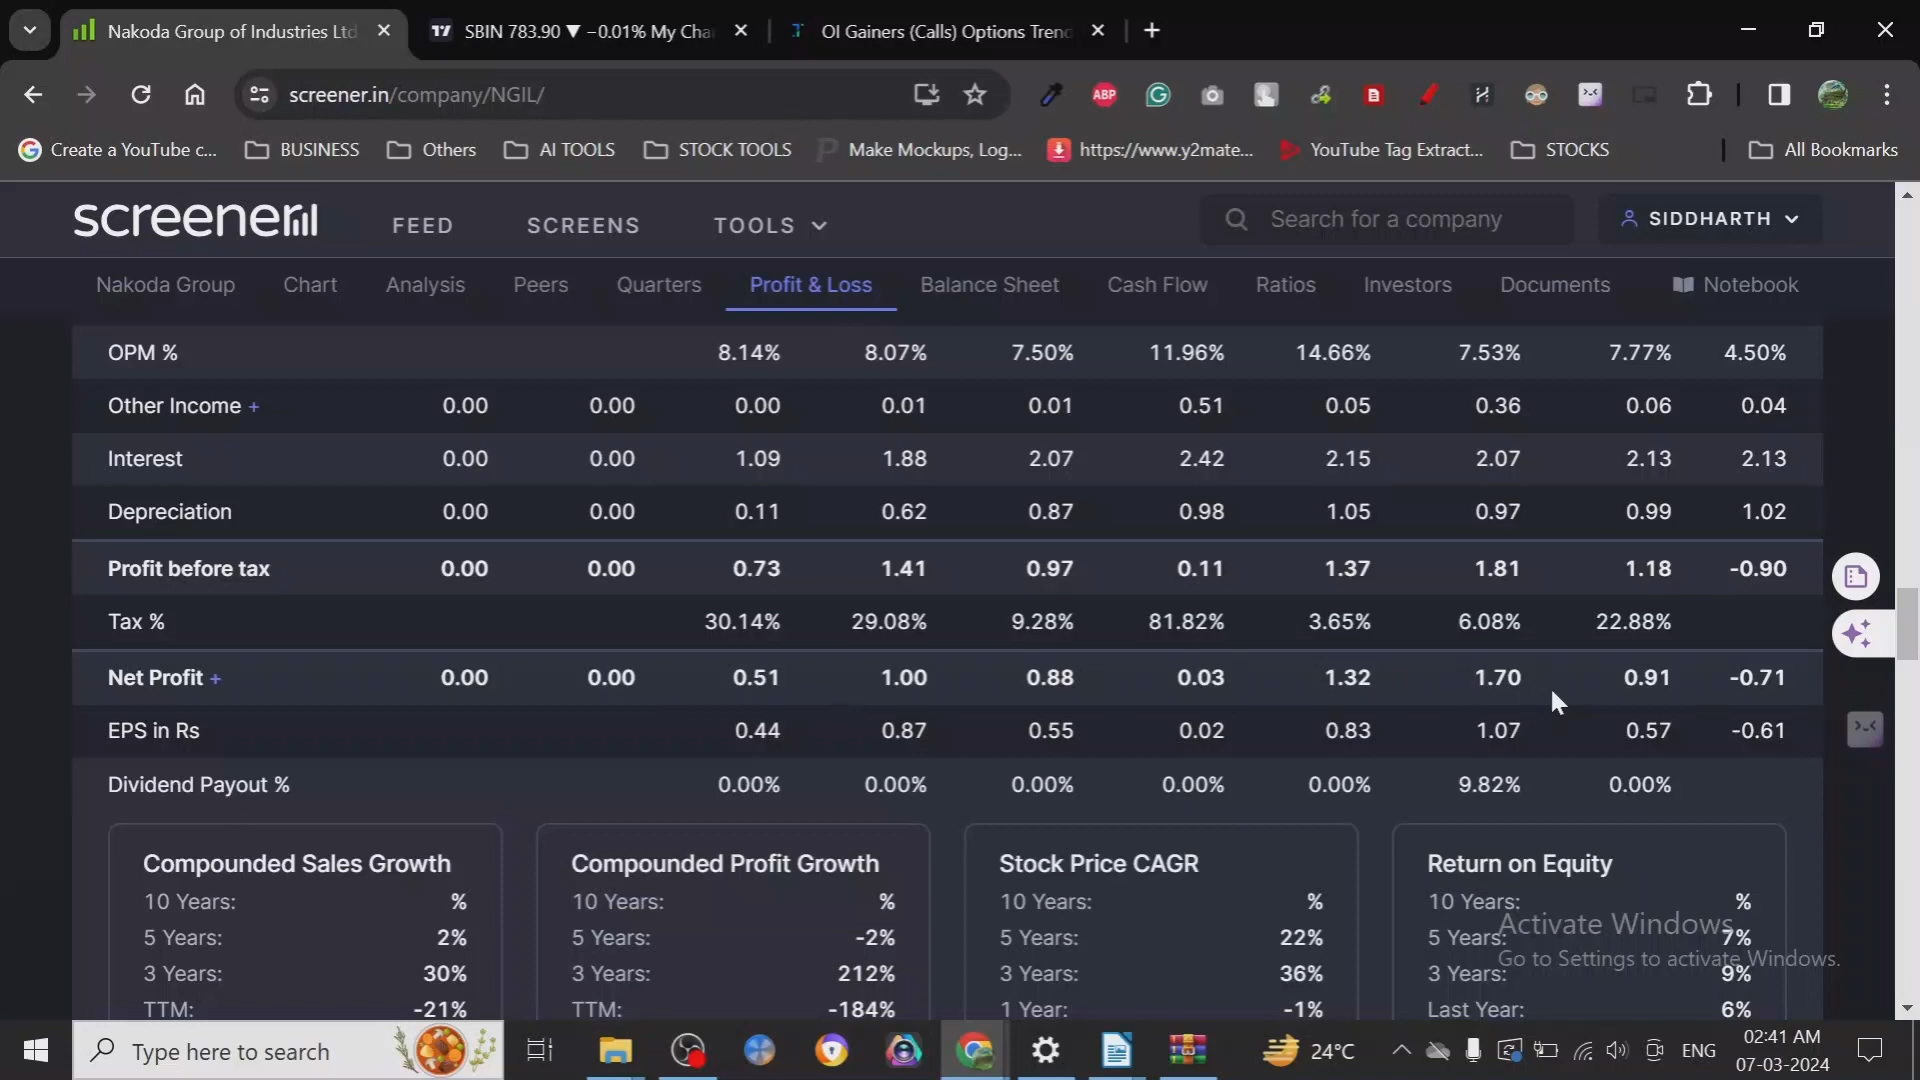 Nakoda Group of Industries Ltd
SBIN 783.90 ▼ −0.01% My Cha
OI Gainers (Calls) Options Trend
screener.in/company/NGIL/
ABP
Create a YouTube c...
BUSINESS
Others
AI TOOLS
STOCK TOOLS
Make Mockups, Log...
https://www.y2mate...
YouTube Tag Extract...
STOCKS
All Bookmarks
screener
FEED
SCREENS
TOOLS
Search for a company
SIDDHARTH
Nakoda Group
Chart
Analysis
Peers
Quarters
Profit & Loss
Balance Sheet
Cash Flow
Ratios
Investors
Documents
Notebook
OPM % 8.14% 8.07% 7.50% 11.96% 14.66% 7.53% 7.77% 4.50%
Other Income + 0.00 0.00 0.00 0.01 0.01 0.51 0.05 0.36 0.06 0.04
Interest 0.00 0.00 1.09 1.88 2.07 2.42 2.15 2.07 2.13 2.13
Depreciation 0.00 0.00 0.11 0.62 0.87 0.98 1.05 0.97 0.99 1.02
Profit before tax 0.00 0.00 0.73 1.41 0.97 0.11 1.37 1.81 1.18 -0.90
Tax % 30.14% 29.08% 9.28% 81.82% 3.65% 6.08% 22.88%
Net Profit + 0.00 0.00 0.51 1.00 0.88 0.03 1.32 1.70 0.91 -0.71
EPS in Rs 0.44 0.87 0.55 0.02 0.83 1.07 0.57 -0.61
Dividend Payout % 0.00% 0.00% 0.00% 0.00% 0.00% 9.82% 0.00%
Compounded Sales Growth
10 Years: %
5 Years: 2%
3 Years: 30%
TTM: -21%
Compounded Profit Growth
10 Years: %
5 Years: -2%
3 Years: 212%
TTM: -184%
Stock Price CAGR
10 Years: %
5 Years: 22%
3 Years: 36%
1 Year: -1%
Return on Equity
10 Years: %
5 Years: 7%
3 Years: 9%
Last Year: 6%
Activate Windows
Go to Settings to activate Windows.
Type here to search
24°C
ENG
02:41 AM
07-03-2024